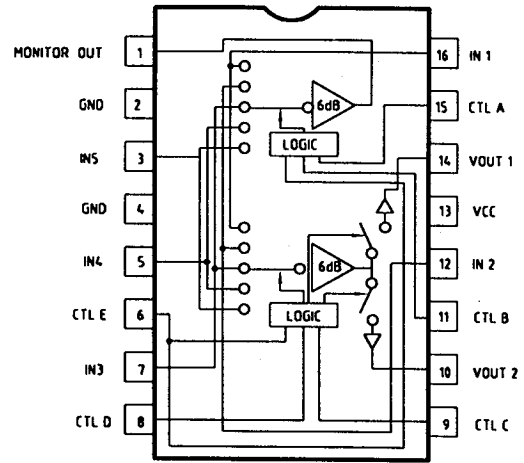 MONITOR OUT 1
GND 2
IN5 3
GND 4
IN4 5
CTL E 6
IN3 7
CTL D 8
16 IN 1
15 CTL A
14 VOUT 1
13 VCC
12 IN 2
11 CTL B
10 VOUT 2
9 CTL C
6dB
LOGIC
6dB
LOGIC